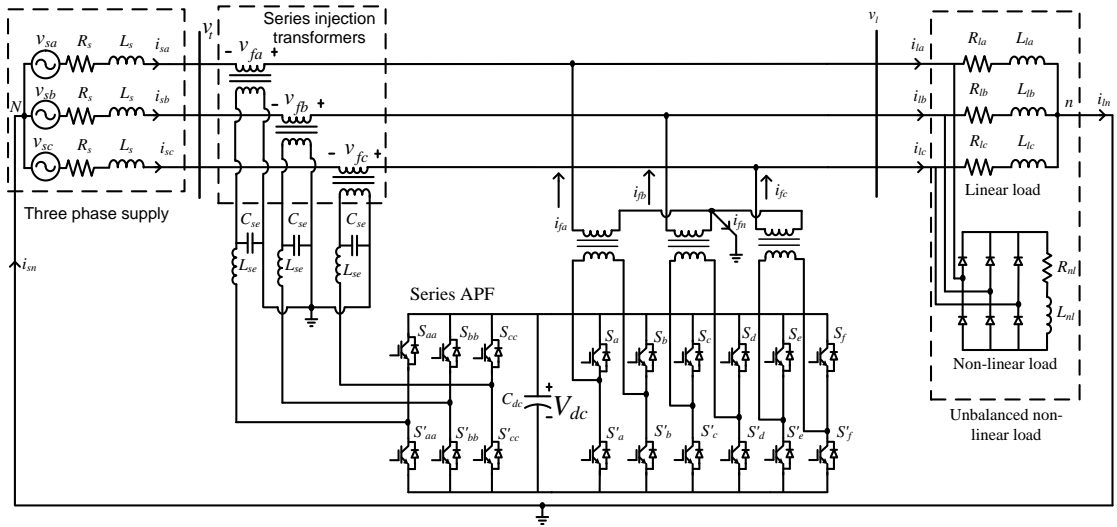 Series injection
transformers
v_t
v_l
v_sa R_s L_s i_sa
v_fa
- +
i_la R_la L_la
N v_sb R_s L_s i_sb
v_fb
- +
i_lb R_lb L_lb n i_ln
v_sc R_s L_s i_sc
v_fc
- +
i_lc R_lc L_lc
Linear load
Three phase supply
i_fa i_fb i_fc
i_fn
C_se C_se C_se
L_se L_se L_se
i_sn
R_nl
L_nl
Non-linear load
Unbalanced non-
linear load
Series APF
S_aa S_bb S_cc
S_a S_b S_c S_d S_e S_f
C_dc + V_dc -
S'_aa S'_bb S'_cc
S'_a S'_b S'_c S'_d S'_e S'_f